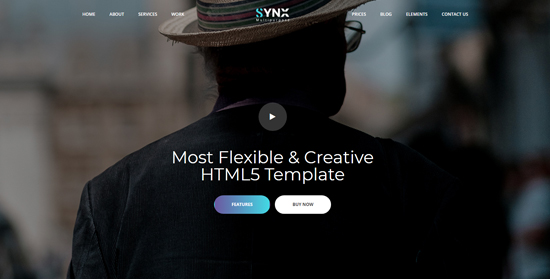 HOME
ABOUT
SERVICES
WORK
SYNX
Multipurpose
PRICES
BLOG
ELEMENTS
CONTACT US
Most Flexible & Creative
HTML5 Template
FEATURES
BUY NOW